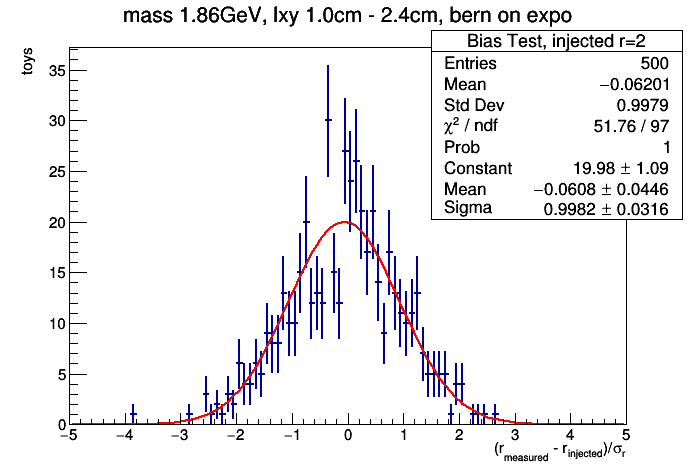 mass 1.86GeV, lxy 1.0cm - 2.4cm, bern on expo
Bias Test, injected r=2
Entries 500
Mean −0.06201
Std Dev 0.9979
χ² / ndf 51.76 / 97
Prob 1
Constant 19.98 ± 1.09
Mean −0.0608 ± 0.0446
Sigma 0.9982 ± 0.0316
toys
35
30
25
20
15
10
5
0
−5 −4 −3 −2 −1 0 1 2 3 4 5
(r_measured - r_injected)/σ_r